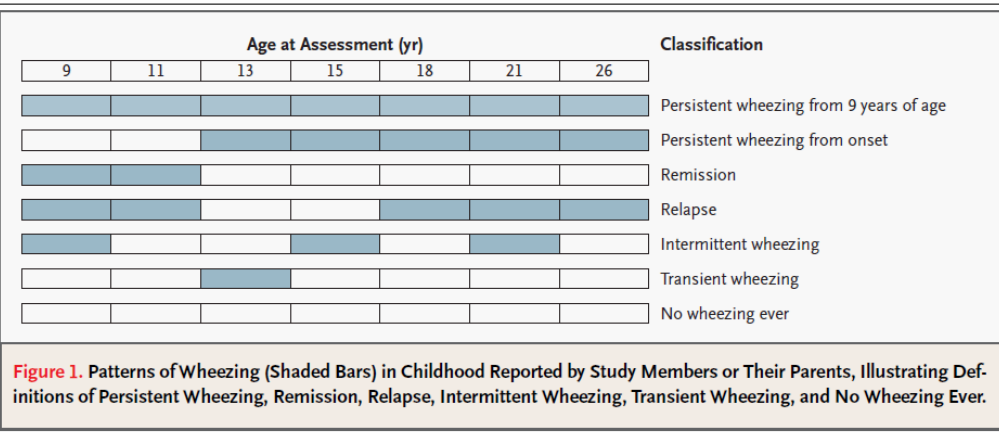 Age at Assessment (yr) Classification
9 11 13 15 18 21 26
Persistent wheezing from 9 years of age
Persistent wheezing from onset
Remission
Relapse
Intermittent wheezing
Transient wheezing
No wheezing ever
Figure 1. Patterns of Wheezing (Shaded Bars) in Childhood Reported by Study Members or Their Parents, Illustrating Def-
initions of Persistent Wheezing, Remission, Relapse, Intermittent Wheezing, Transient Wheezing, and No Wheezing Ever.